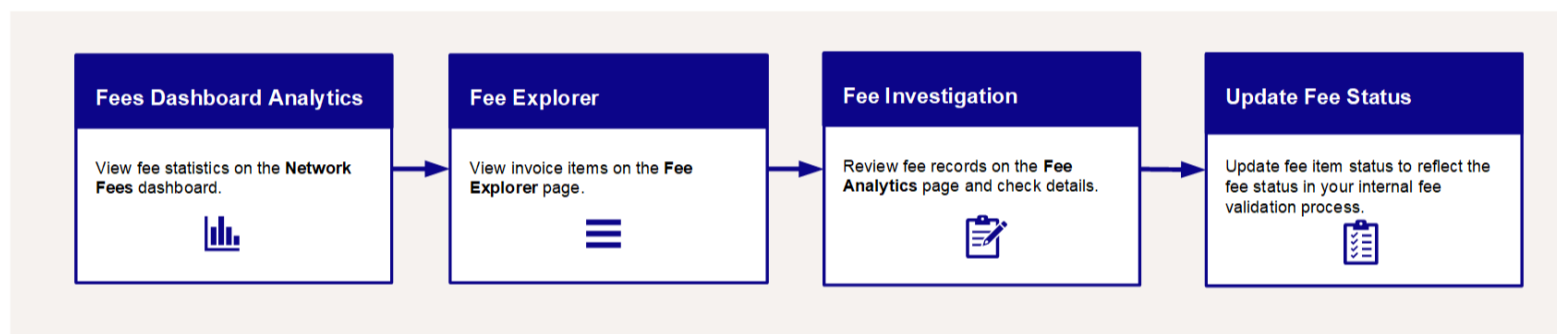 Fees Dashboard Analytics
View fee statistics on the Network
Fees dashboard.
Fee Explorer
View invoice items on the Fee
Explorer page.
Fee Investigation
Review fee records on the Fee
Analytics page and check details.
Update Fee Status
Update fee item status to reflect the
fee status in your internal fee
validation process.